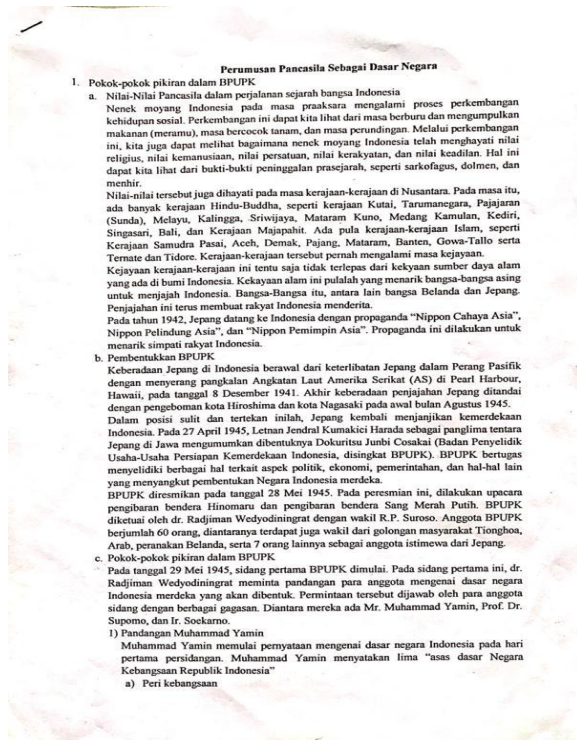 Perumusan Pancasila Sebagai Dasar Negara
1. Pokok-pokok pikiran dalam BPUPK
a. Nilai-Nilai Pancasila dalam perjalanan sejarah bangsa Indonesia
Nenek moyang Indonesia pada masa praaksara mengalami proses perkembangan
kehidupan sosial. Perkembangan ini dapat kita lihat dari masa berburu dan mengumpulkan
makanan (meramu), masa bercocok tanam, dan masa perundingan. Melalui perkembangan
ini, kita juga dapat melihat bagaimana nenek moyang Indonesia telah menghayati nilai
religius, nilai kemanusiaan, nilai persatuan, nilai kerakyatan, dan nilai keadilan. Hal ini
dapat kita lihat dari bukti-bukti peninggalan prasejarah, seperti sarkofagus, dolmen, dan
menhir.
Nilai-nilai tersebut juga dihayati pada masa kerajaan-kerajaan di Nusantara. Pada masa itu,
ada banyak kerajaan Hindu-Buddha, seperti kerajaan Kutai, Tarumanegara, Pajajaran
(Sunda), Melayu, Kalingga, Sriwijaya, Mataram Kuno, Medang Kamulan, Kediri,
Singasari, Bali, dan Kerajaan Majapahit. Ada pula kerajaan-kerajaan Islam, seperti
Kerajaan Samudra Pasai, Aceh, Demak, Pajang, Mataram, Banten, Gowa-Tallo serta
Ternate dan Tidore. Kerajaan-kerajaan tersebut pernah mengalami masa kejayaan.
Kejayaan kerajaan-kerajaan ini tentu saja tidak terlepas dari kekyaan sumber daya alam
yang ada di bumi Indonesia. Kekayaan alam ini pulalah yang menarik bangsa-bangsa asing
untuk menjajah Indonesia. Bangsa-Bangsa itu, antara lain bangsa Belanda dan Jepang.
Penjajahan ini terus membuat rakyat Indonesia menderita.
Pada tahun 1942, Jepang datang ke Indonesia dengan propaganda "Nippon Cahaya Asia",
Nippon Pelindung Asia", dan "Nippon Pemimpin Asia". Propaganda ini dilakukan untuk
menarik simpati rakyat Indonesia.
b. Pembentukkan BPUPK
Keberadaan Jepang di Indonesia berawal dari keterlibatan Jepang dalam Perang Pasifik
dengan menyerang pangkalan Angkatan Laut Amerika Serikat (AS) di Pearl Harbour,
Hawaii, pada tanggal 8 Desember 1941. Akhir keberadaan penjajahan Jepang ditandai
dengan pengeboman kota Hiroshima dan kota Nagasaki pada awal bulan Agustus 1945.
Dalam posisi sulit dan tertekan inilah, Jepang kembali menjanjikan kemerdekaan
Indonesia. Pada 27 April 1945, Letnan Jendral Kumakici Harada sebagai panglima tentara
Jepang di Jawa mengumumkan dibentuknya Dokuritsu Junbi Cosakai (Badan Penyelidik
Usaha-Usaha Persiapan Kemerdekaan Indonesia, disingkat BPUPK). BPUPK bertugas
menyelidiki berbagai hal terkait aspek politik, ekonomi, pemerintahan, dan hal-hal lain
yang menyangkut pembentukan Negara Indonesia merdeka.
BPUPK diresmikan pada tanggal 28 Mei 1945. Pada peresmian ini, dilakukan upacara
pengibaran bendera Hinomaru dan pengibaran bendera Sang Merah Putih. BPUPK
diketuai oleh dr. Radjiman Wedyodiningrat dengan wakil R.P. Suroso. Anggota BPUPK
berjumlah 60 orang, diantaranya terdapat juga wakil dari golongan masyarakat Tionghoa,
Arab, peranakan Belanda, serta 7 orang lainnya sebagai anggota istimewa dari Jepang.
c. Pokok-pokok pikiran dalam BPUPK
Pada tanggal 29 Mei 1945, sidang pertama BPUPK dimulai. Pada sidang pertama ini, dr.
Radjiman Wedyodiningrat meminta pandangan para anggota mengenai dasar negara
Indonesia merdeka yang akan dibentuk. Permintaan tersebut dijawab oleh para anggota
sidang dengan berbagai gagasan. Diantara mereka ada Mr. Muhammad Yamin, Prof. Dr.
Supomo, dan Ir. Soekarno.
1) Pandangan Muhammad Yamin
Muhammad Yamin memulai pernyataan mengenai dasar negara Indonesia pada hari
pertama persidangan. Muhammad Yamin menyatakan lima "asas dasar Negara
Kebangsaan Republik Indonesia"
a) Peri kebangsaan